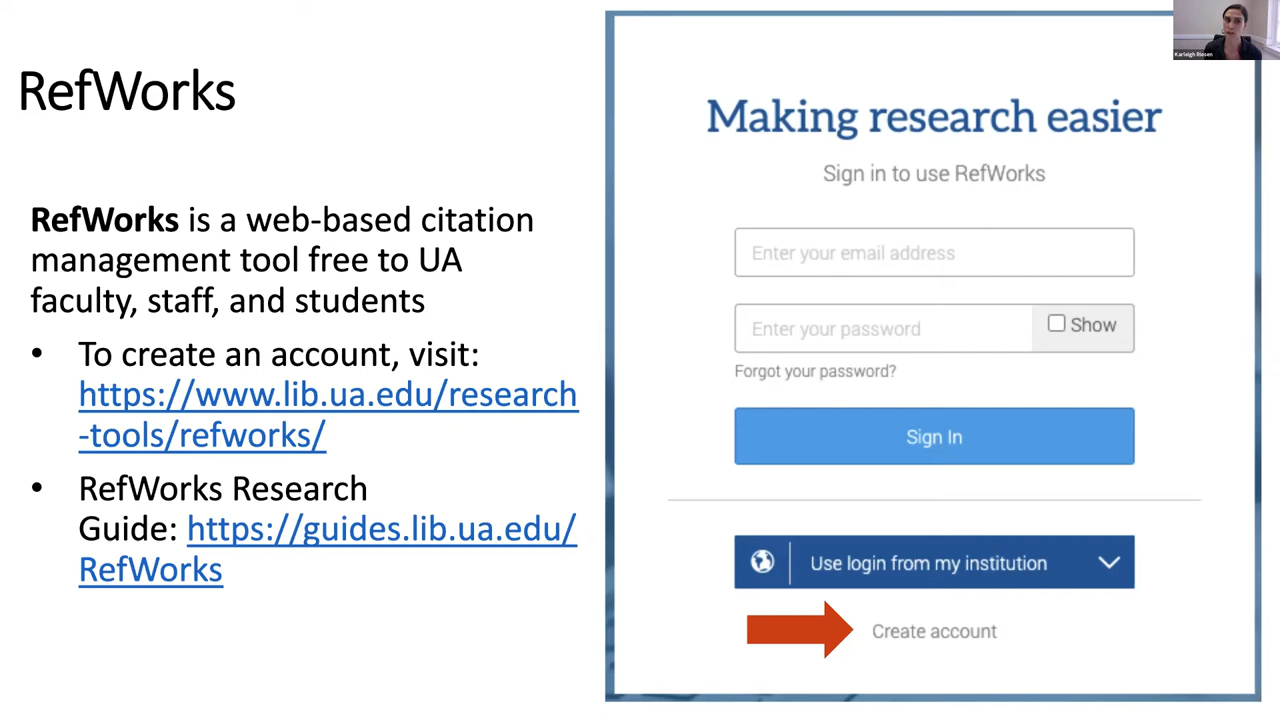 Karleigh Riesen
RefWorks
RefWorks is a web-based citation
management tool free to UA
faculty, staff, and students
• To create an account, visit:
https://www.lib.ua.edu/research
-tools/refworks/
• RefWorks Research
Guide: https://guides.lib.ua.edu/
RefWorks
Making research easier
Sign in to use RefWorks
Enter your email address
Enter your password
Show
Forgot your password?
Sign In
Use login from my institution
Create account